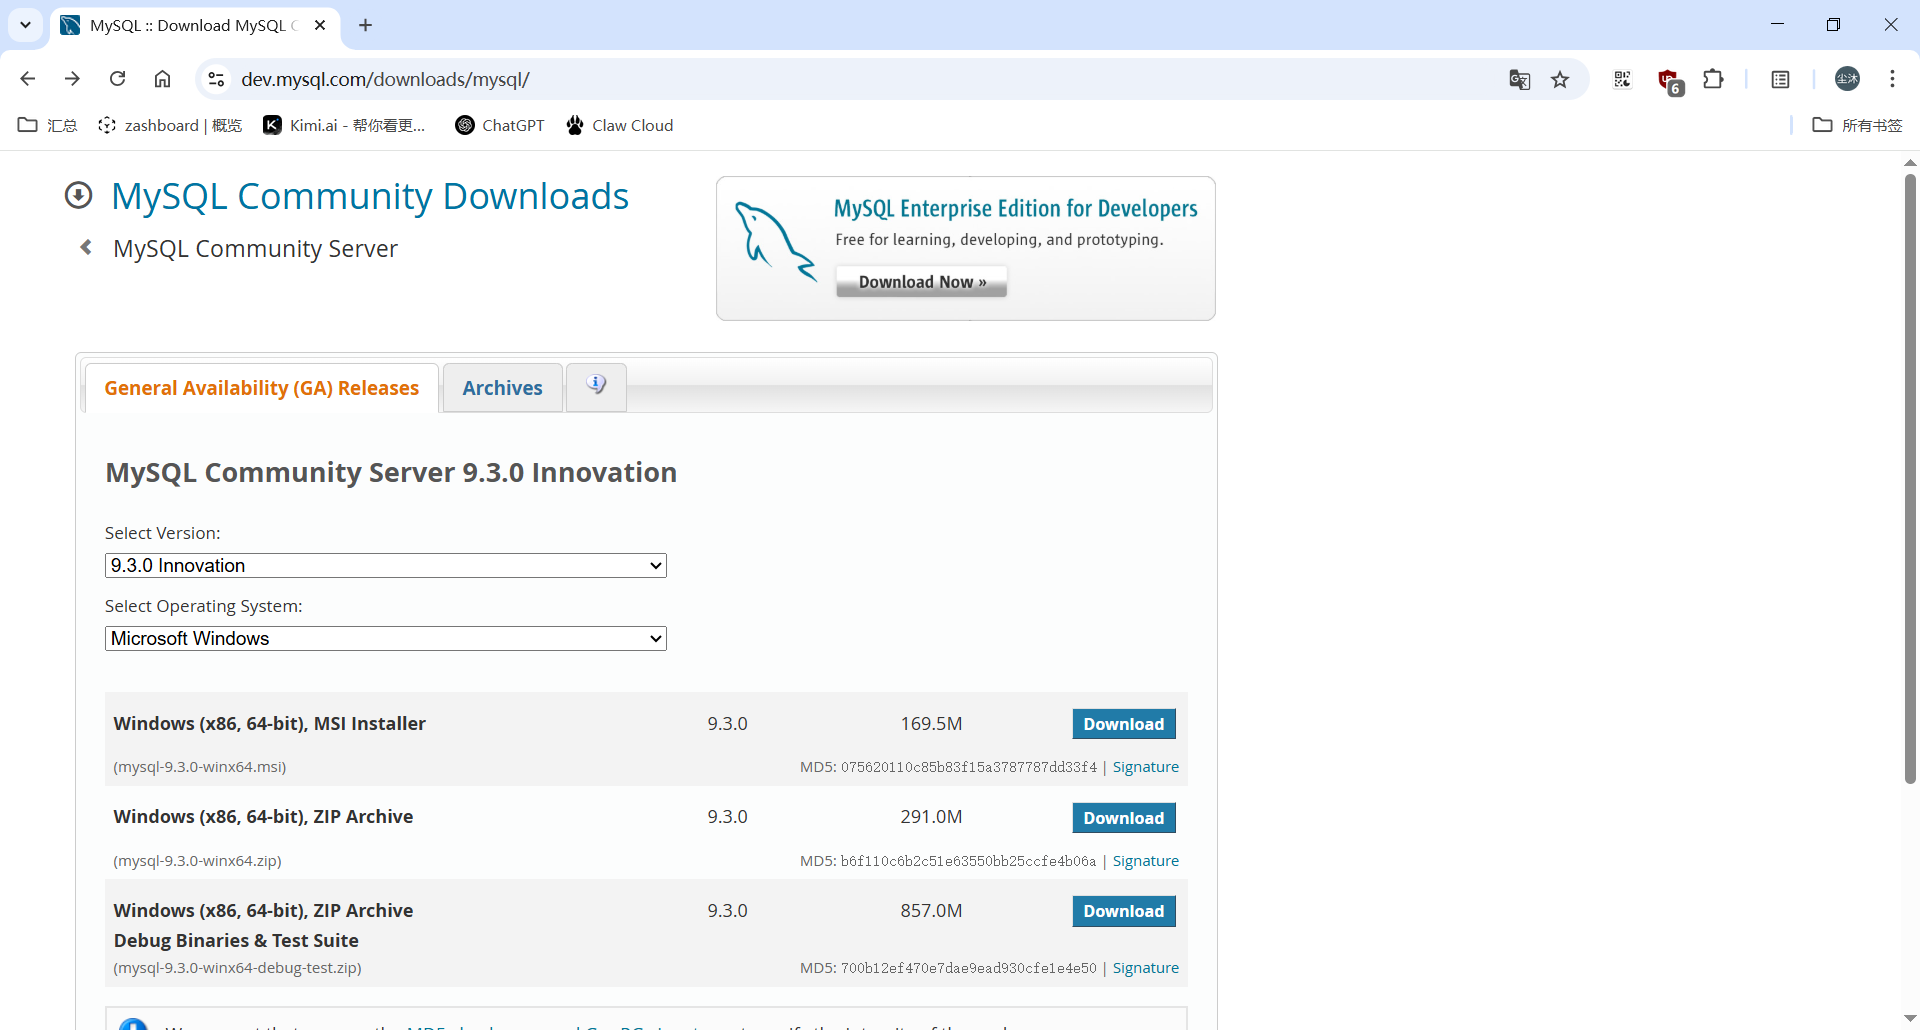 MySQL :: Download MySQL C
dev.mysql.com/downloads/mysql/
6
尘沐
汇总
zashboard | 概览
Kimi.ai - 帮你看更...
ChatGPT
Claw Cloud
所有书签
MySQL Community Downloads
MySQL Community Server
MySQL Enterprise Edition for Developers
Free for learning, developing, and prototyping.
Download Now »
General Availability (GA) Releases
Archives
MySQL Community Server 9.3.0 Innovation
Select Version:
9.3.0 Innovation
Select Operating System:
Microsoft Windows
Windows (x86, 64-bit), MSI Installer 9.3.0 169.5M Download
(mysql-9.3.0-winx64.msi) MD5: 075620110c85b83f15a3787787dd33f4 | Signature
Windows (x86, 64-bit), ZIP Archive 9.3.0 291.0M Download
(mysql-9.3.0-winx64.zip) MD5: b6f110c6b2c51e63550bb25ccfe4b06a | Signature
Windows (x86, 64-bit), ZIP Archive 9.3.0 857.0M Download
Debug Binaries & Test Suite
(mysql-9.3.0-winx64-debug-test.zip) MD5: 700b12ef470e7dae9ead930cfe1e4e50 | Signature